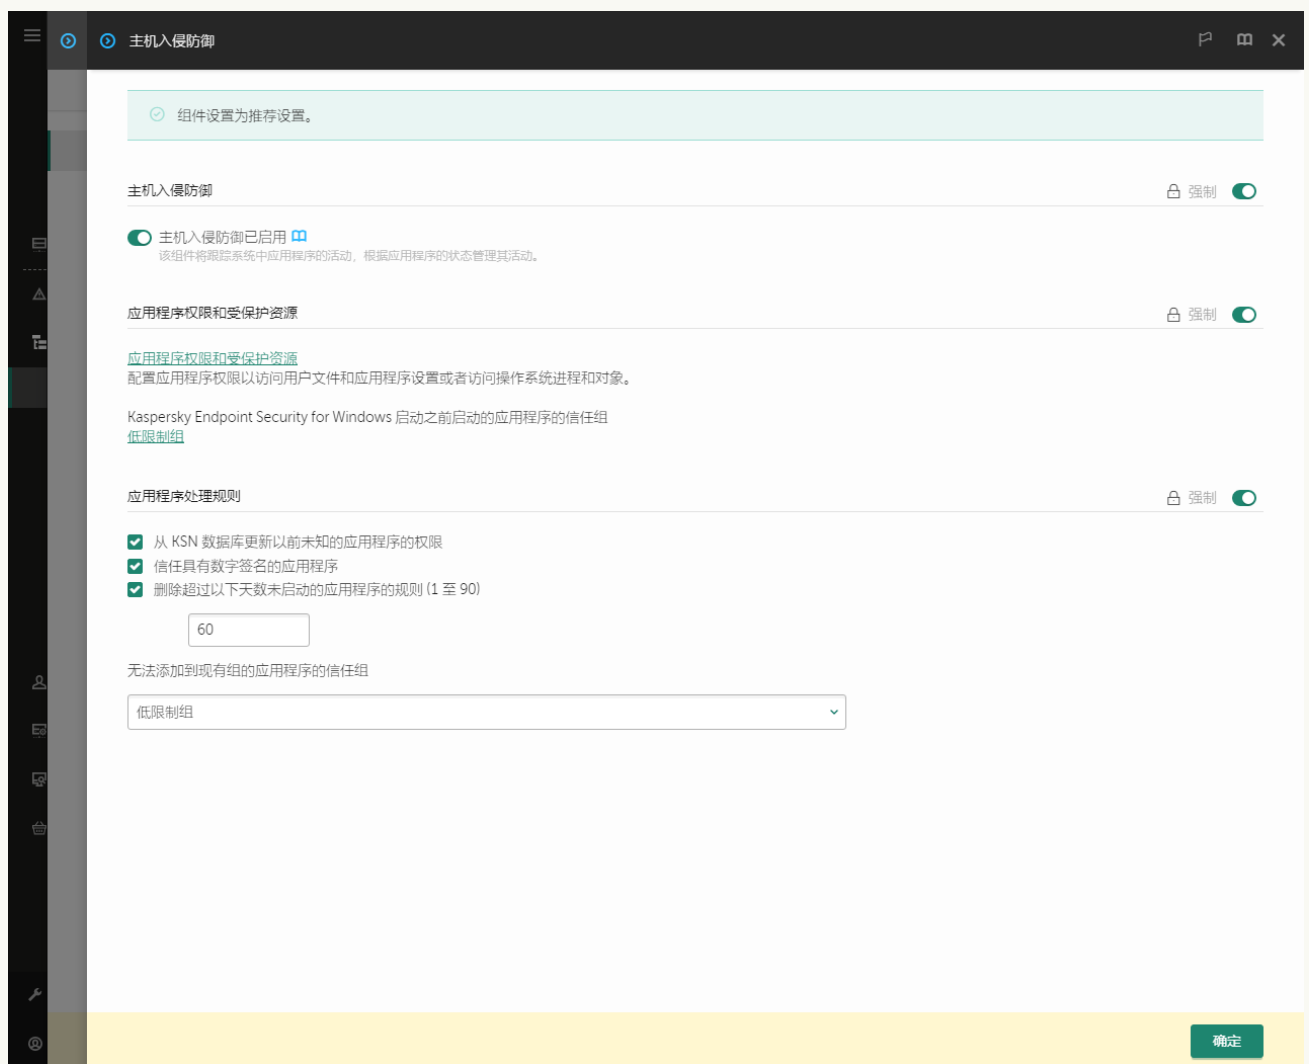 主机入侵防御
组件设置为推荐设置。
主机入侵防御
强制
主机入侵防御已启用
该组件将跟踪系统中应用程序的活动，根据应用程序的状态管理其活动。
应用程序权限和受保护资源
强制
应用程序权限和受保护资源
配置应用程序权限以访问用户文件和应用程序设置或者访问操作系统进程和对象。
Kaspersky Endpoint Security for Windows 启动之前启动的应用程序的信任组
低限制组
应用程序处理规则
强制
从 KSN 数据库更新以前未知的应用程序的权限
信任具有数字签名的应用程序
删除超过以下天数未启动的应用程序的规则 (1 至 90)
60
无法添加到现有组的应用程序的信任组
低限制组
确定